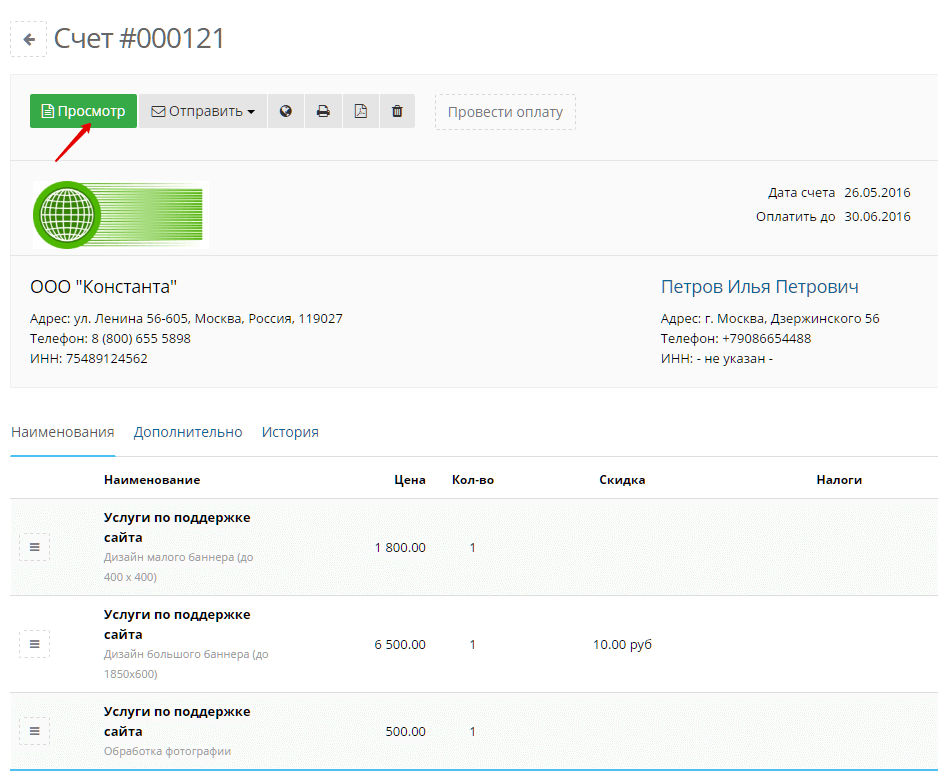 Счет #000121
Просмотр
Отправить
Провести оплату
Дата счета 26.05.2016
Оплатить до 30.06.2016
ООО "Константа"
Адрес: ул. Ленина 56-605, Москва, Россия, 119027
Телефон: 8 (800) 655 5898
ИНН: 75489124562
Петров Илья Петрович
Адрес: г. Москва, Дзержинского 56
Телефон: +79086654488
ИНН: - не указан -
Наименования Дополнительно История
Наименование Цена Кол-во Скидка Налоги
Услуги по поддержке
сайта
Дизайн малого баннера (до
400 x 400)
1 800.00 1
Услуги по поддержке
сайта
Дизайн большого баннера (до
1850x600)
6 500.00 1 10.00 руб
Услуги по поддержке
сайта
Обработка фотографии
500.00 1